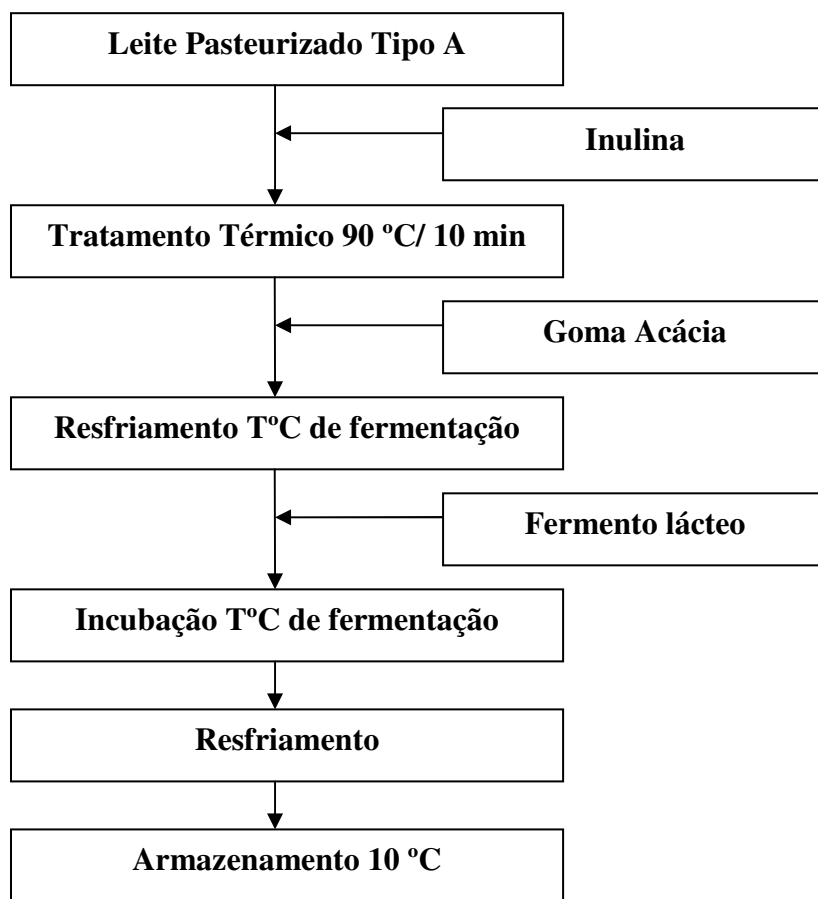 Leite Pasteurizado Tipo A
Inulina
Tratamento Térmico 90 ºC/ 10 min
Goma Acácia
Resfriamento TºC de fermentação
Fermento lácteo
Incubação TºC de fermentação
Resfriamento
Armazenamento 10 ºC